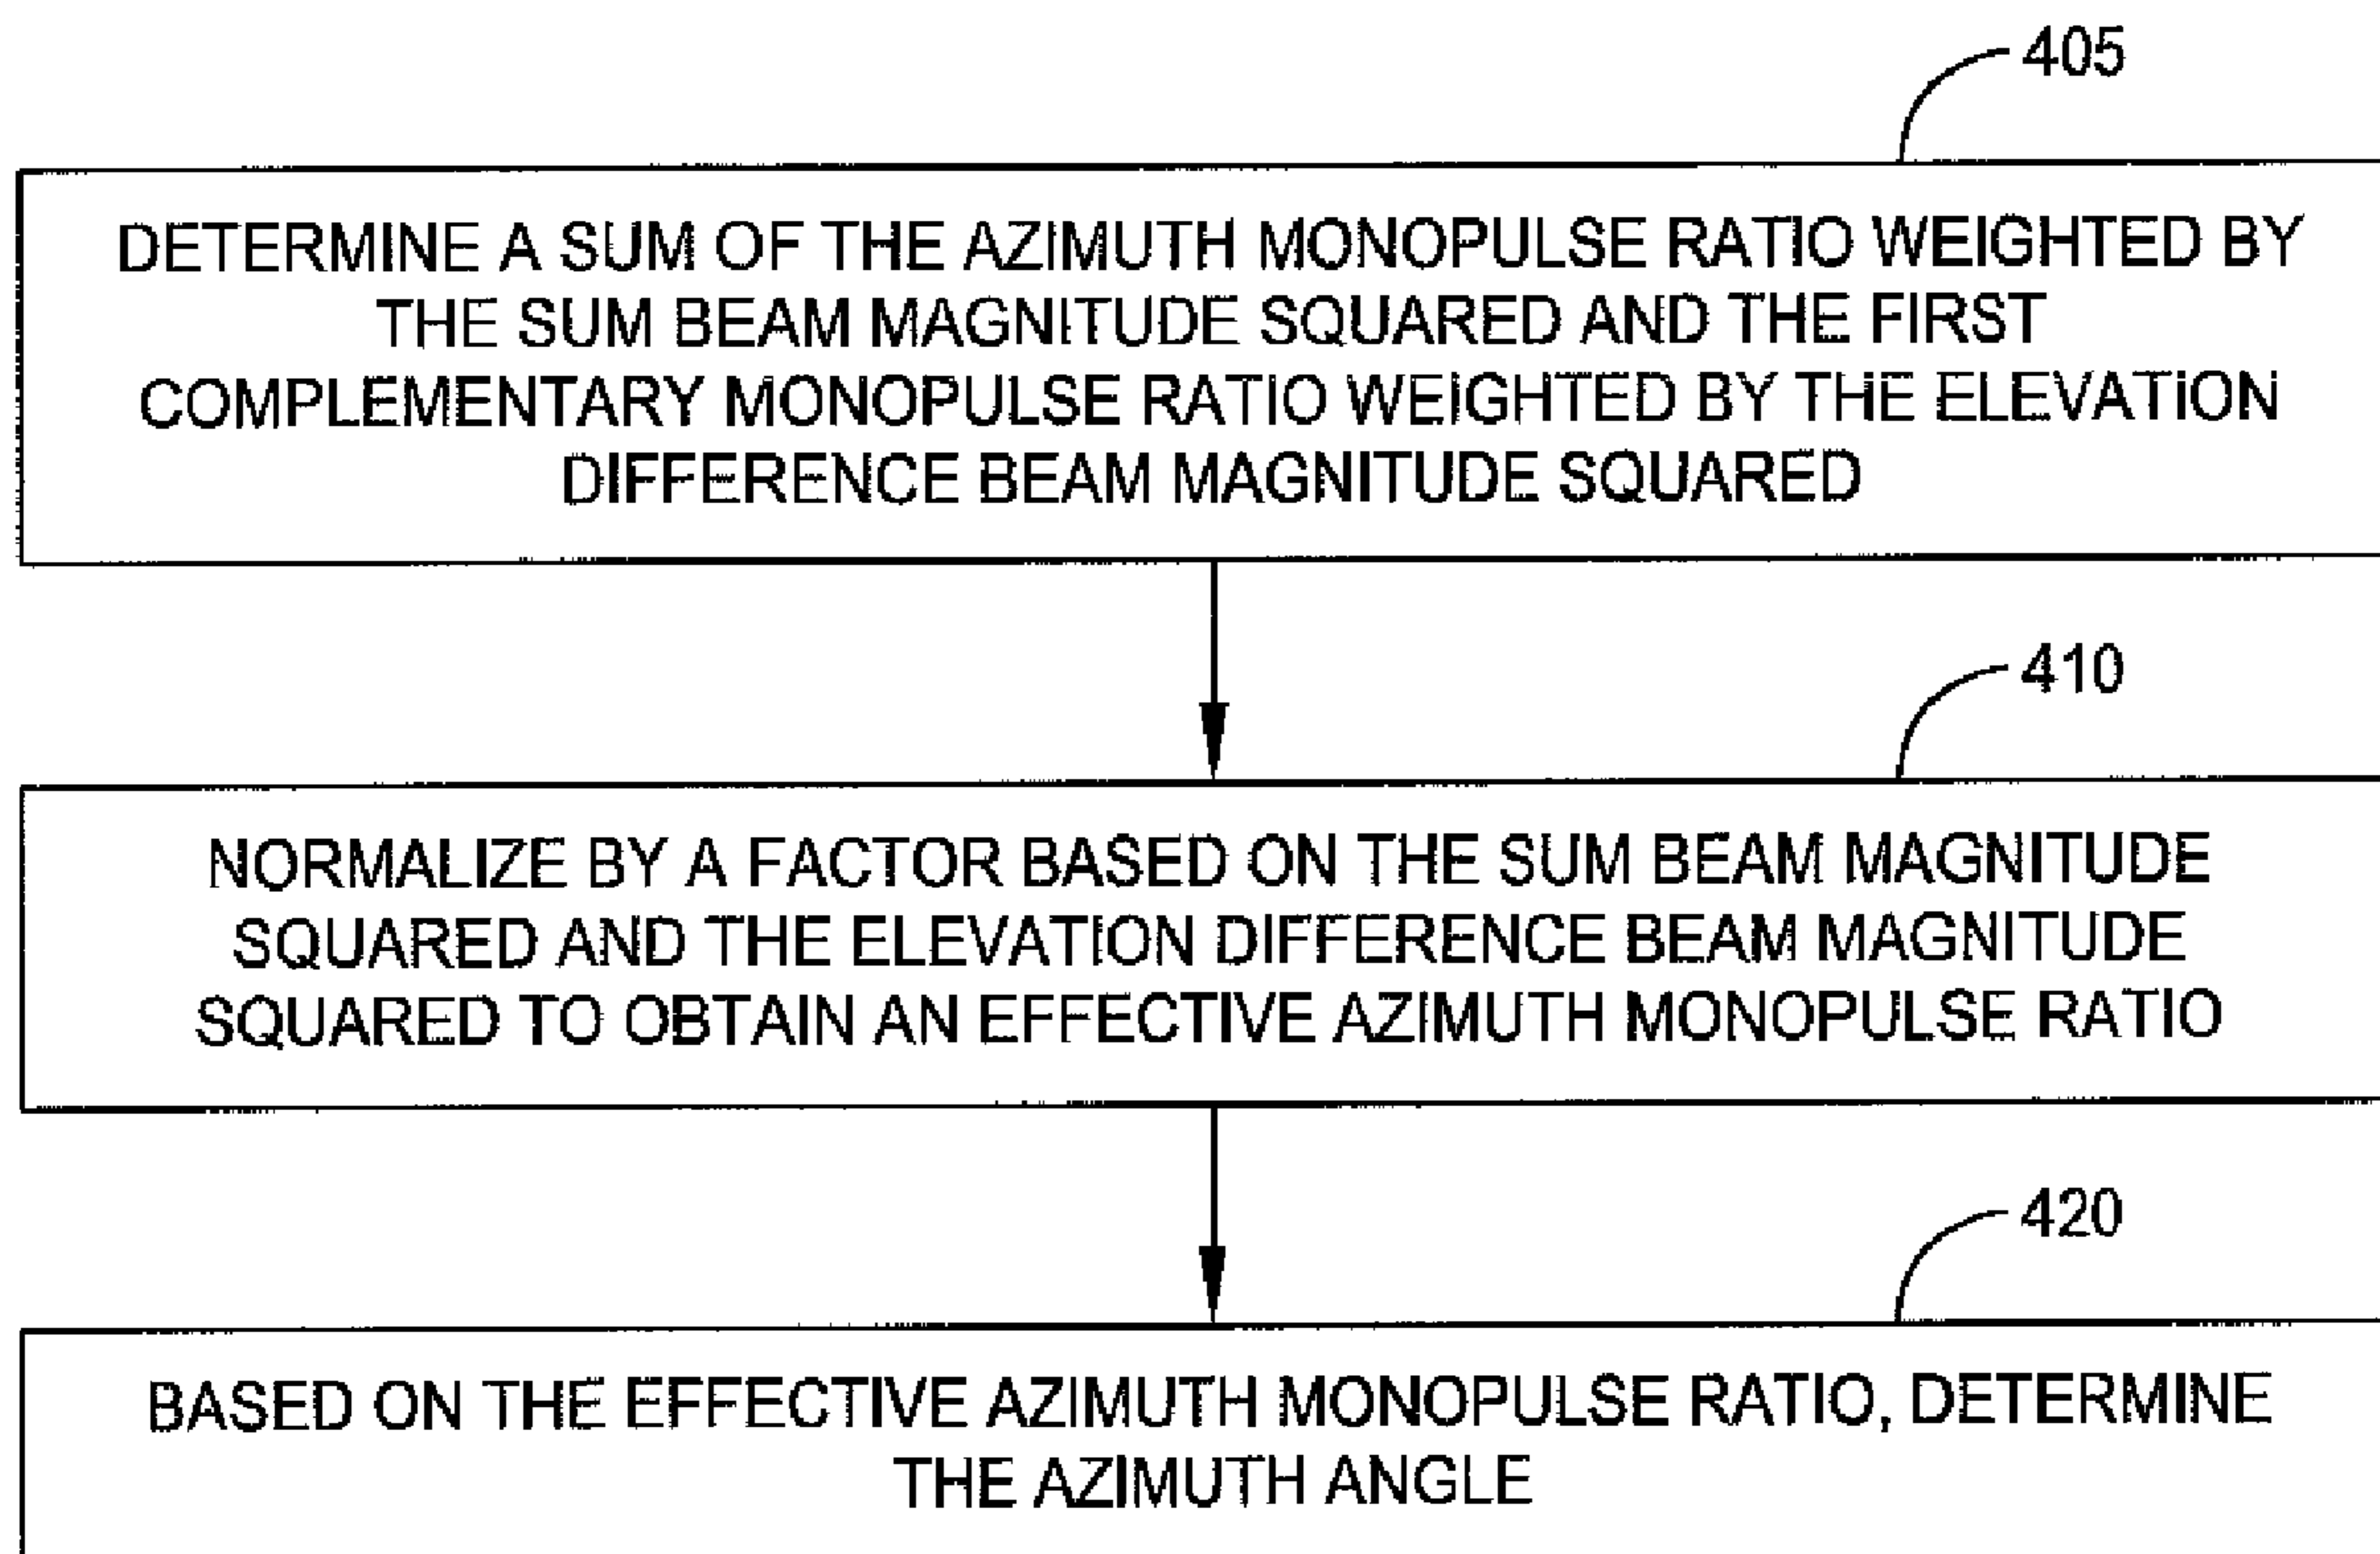 405
DETERMINE A SUM OF THE AZIMUTH MONOPULSE RATIO WEIGHTED BY
THE SUM BEAM MAGNITUDE SQUARED AND THE FIRST
COMPLEMENTARY MONOPULSE RATIO WEIGHTED BY THE ELEVATION
DIFFERENCE BEAM MAGNITUDE SQUARED
410
NORMALIZE BY A FACTOR BASED ON THE SUM BEAM MAGNITUDE
SQUARED AND THE ELEVATION DIFFERENCE BEAM MAGNITUDE
SQUARED TO OBTAIN AN EFFECTIVE AZIMUTH MONOPULSE RATIO
420
BASED ON THE EFFECTIVE AZIMUTH MONOPULSE RATIO, DETERMINE
THE AZIMUTH ANGLE